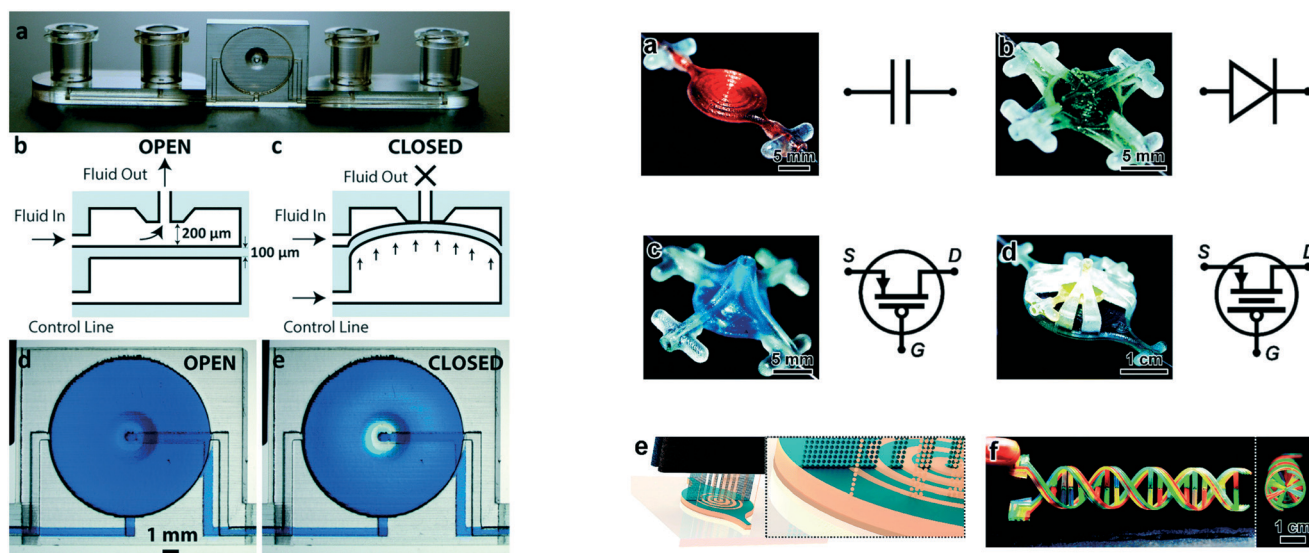 a
b
OPEN
c
CLOSED
Fluid Out
Fluid Out
Fluid In
Fluid In
200 µm
100 µm
Control Line
Control Line
d
OPEN
e
CLOSED
1 mm
a
5 mm
b
5 mm
c
5 mm
S
D
G
d
1 cm
S
D
G
e
f
1 cm